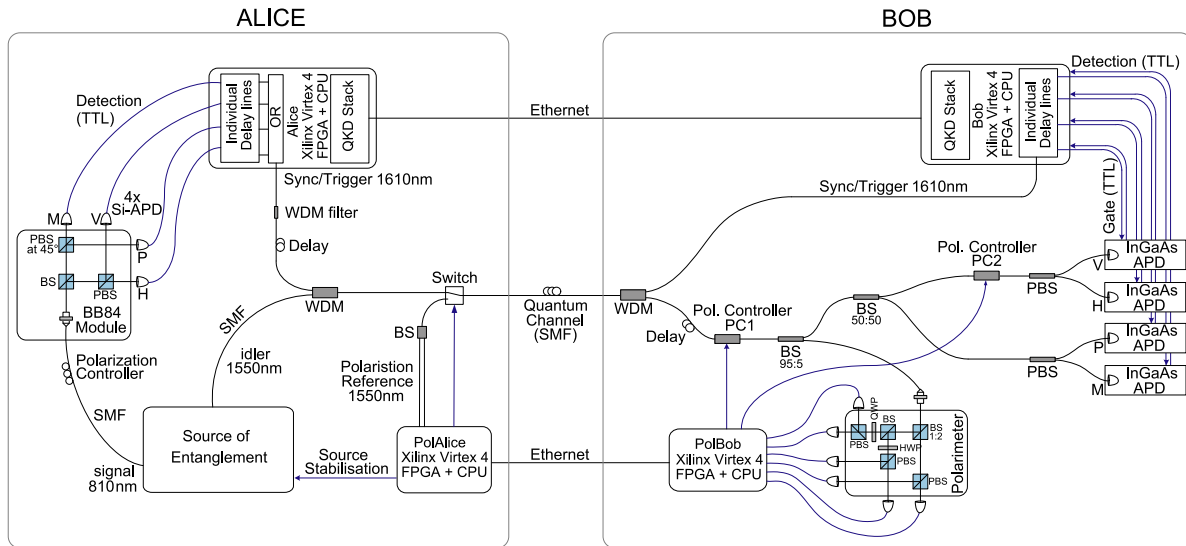 ALICE
BOB
Detection
(TTL)
Individual
Delay lines
OR
Alice
Xilinx Virtex 4
FPGA + CPU
QKD Stack
Ethernet
QKD Stack
Bob
Xilinx Virtex 4
FPGA + CPU
Individual
Delay lines
Detection (TTL)
Gate (TTL)
Sync/Trigger 1610nm
Sync/Trigger 1610nm
4x
Si-APD
M
V
P
H
PBS
at 45°
BS
PBS
BB84
Module
WDM filter
Delay
WDM
Switch
Quantum
Channel
(SMF)
WDM
Delay
Pol. Controller
PC1
BS
95:5
BS
50:50
Pol. Controller
PC2
PBS
PBS
V
H
P
M
InGaAs
APD
InGaAs
APD
InGaAs
APD
InGaAs
APD
Polarization
Controller
SMF
signal
810nm
SMF
idler
1550nm
BS
Polaristion
Reference
1550nm
Source of
Entanglement
Source
Stabilisation
PolAlice
Xilinx Virtex 4
FPGA + CPU
Ethernet
PolBob
Xilinx Virtex 4
FPGA + CPU
PBS
QWP
BS
BS
1:2
HWP
PBS
PBS
Polarimeter